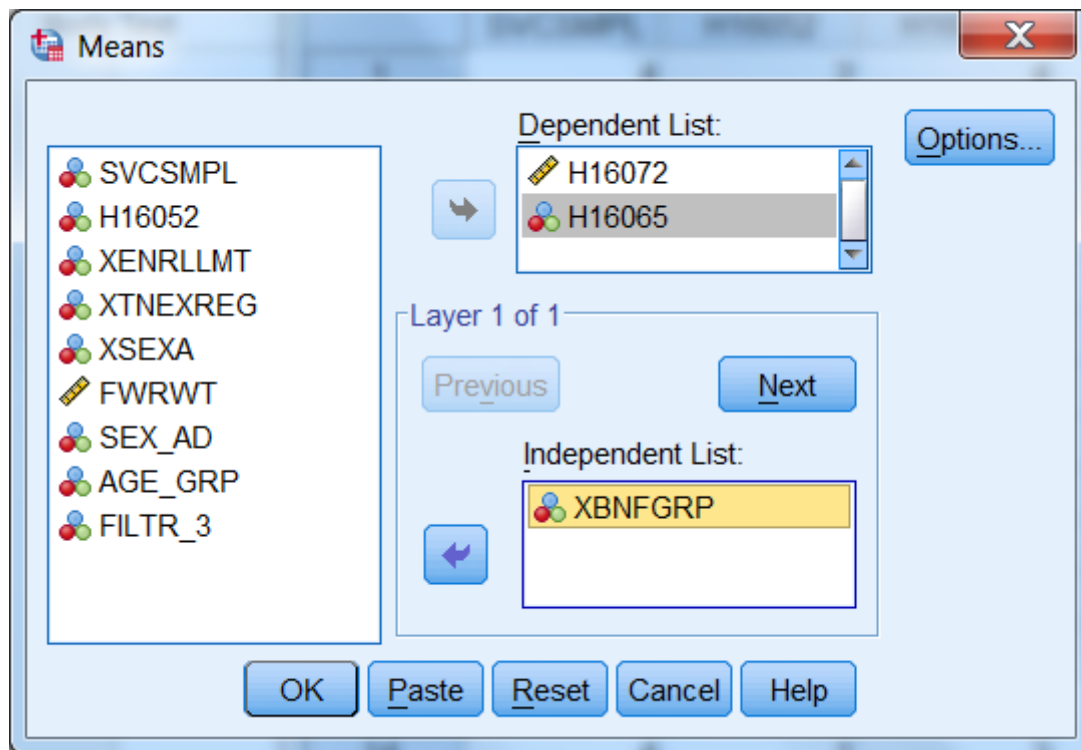 Means
X
Dependent List:
Options...
SVCSMPL
H16052
XENRLLMT
XTNEXREG
XSEXA
FWRWT
SEX_AD
AGE_GRP
FILTR_3
H16072
H16065
Layer 1 of 1
Previous
Next
Independent List:
XBNFGRP
OK
Paste
Reset
Cancel
Help